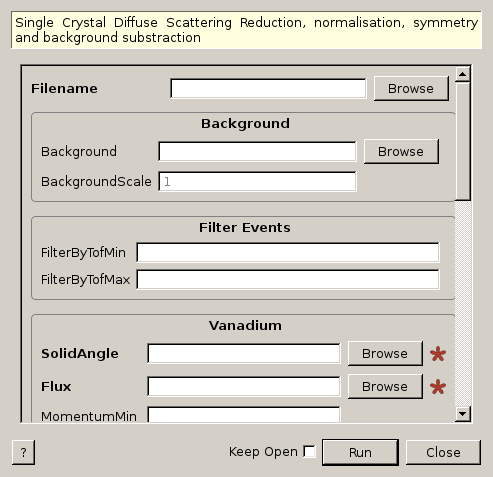 Single Crystal Diffuse Scattering Reduction, normalisation, symmetry
and background substraction
Filename Browse
Background
Background Browse
BackgroundScale 1
Filter Events
FilterByTofMin
FilterByTofMax
Vanadium
SolidAngle Browse *
Flux Browse *
MomentumMin
? Keep Open Run Close